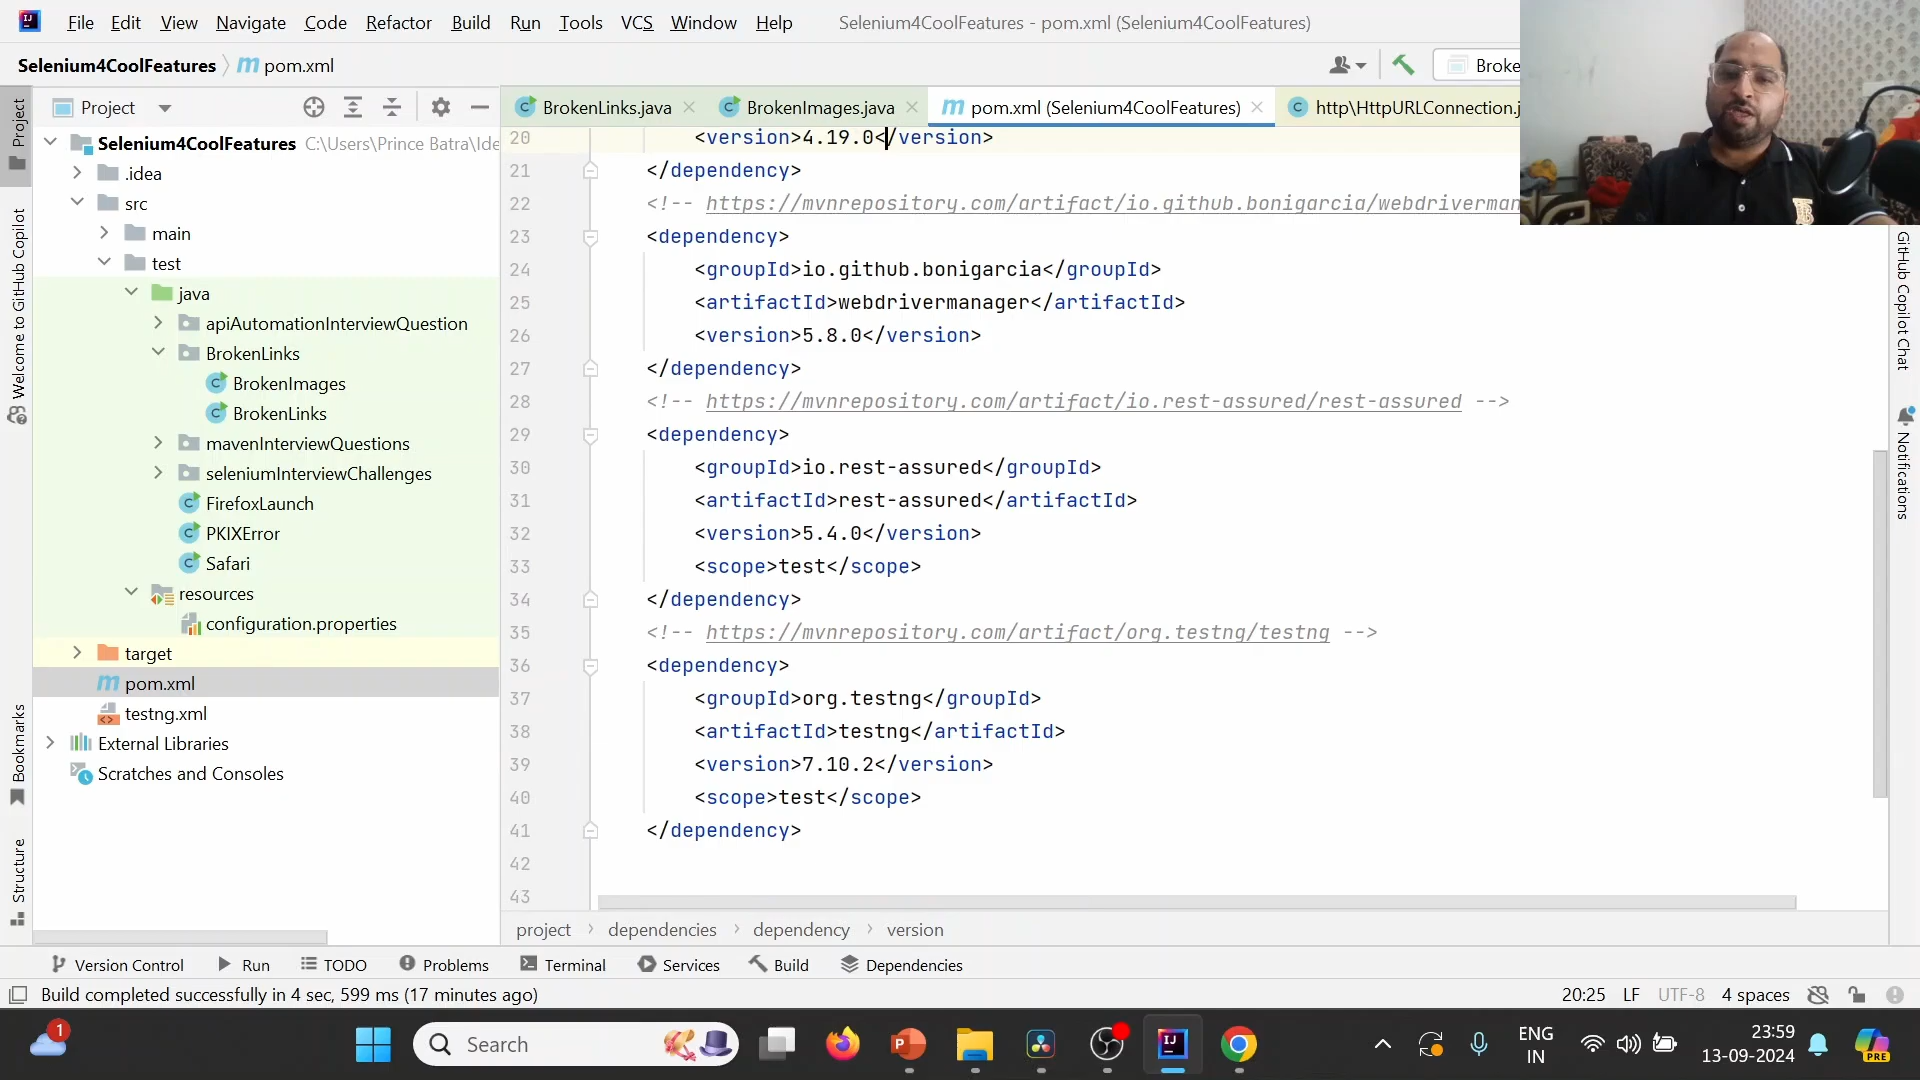 File Edit View Navigate Code Refactor Build Run Tools VCS Window Help Selenium4CoolFeatures - pom.xml (Selenium4CoolFeatures)
Selenium4CoolFeatures pom.xml Broke
Project
BrokenLinks.java BrokenImages.java pom.xml (Selenium4CoolFeatures) http\HttpURLConnection.j
Selenium4CoolFeatures C:\Users\Prince Batra\Ide
.idea
src
main
test
java
apiAutomationInterviewQuestion
BrokenLinks
BrokenImages
BrokenLinks
mavenInterviewQuestions
seleniumInterviewChallenges
FirefoxLaunch
PKIXError
Safari
resources
configuration.properties
target
pom.xml
testng.xml
External Libraries
Scratches and Consoles
Project
Welcome to GitHub Copilot
Bookmarks
Structure
20 <version>4.19.0</version>
21 </dependency>
22 <!-- https://mvnrepository.com/artifact/io.github.bonigarcia/webdriverman
23 <dependency>
24 <groupId>io.github.bonigarcia</groupId>
25 <artifactId>webdrivermanager</artifactId>
26 <version>5.8.0</version>
27 </dependency>
28 <!-- https://mvnrepository.com/artifact/io.rest-assured/rest-assured -->
29 <dependency>
30 <groupId>io.rest-assured</groupId>
31 <artifactId>rest-assured</artifactId>
32 <version>5.4.0</version>
33 <scope>test</scope>
34 </dependency>
35 <!-- https://mvnrepository.com/artifact/org.testng/testng -->
36 <dependency>
37 <groupId>org.testng</groupId>
38 <artifactId>testng</artifactId>
39 <version>7.10.2</version>
40 <scope>test</scope>
41 </dependency>
42
43
GitHub Copilot Chat
Notifications
project dependencies dependency version
Version Control Run TODO Problems Terminal Services Build Dependencies
Build completed successfully in 4 sec, 599 ms (17 minutes ago) 20:25 LF UTF-8 4 spaces
1 Search ENG 23:59
IN 13-09-2024 PRE